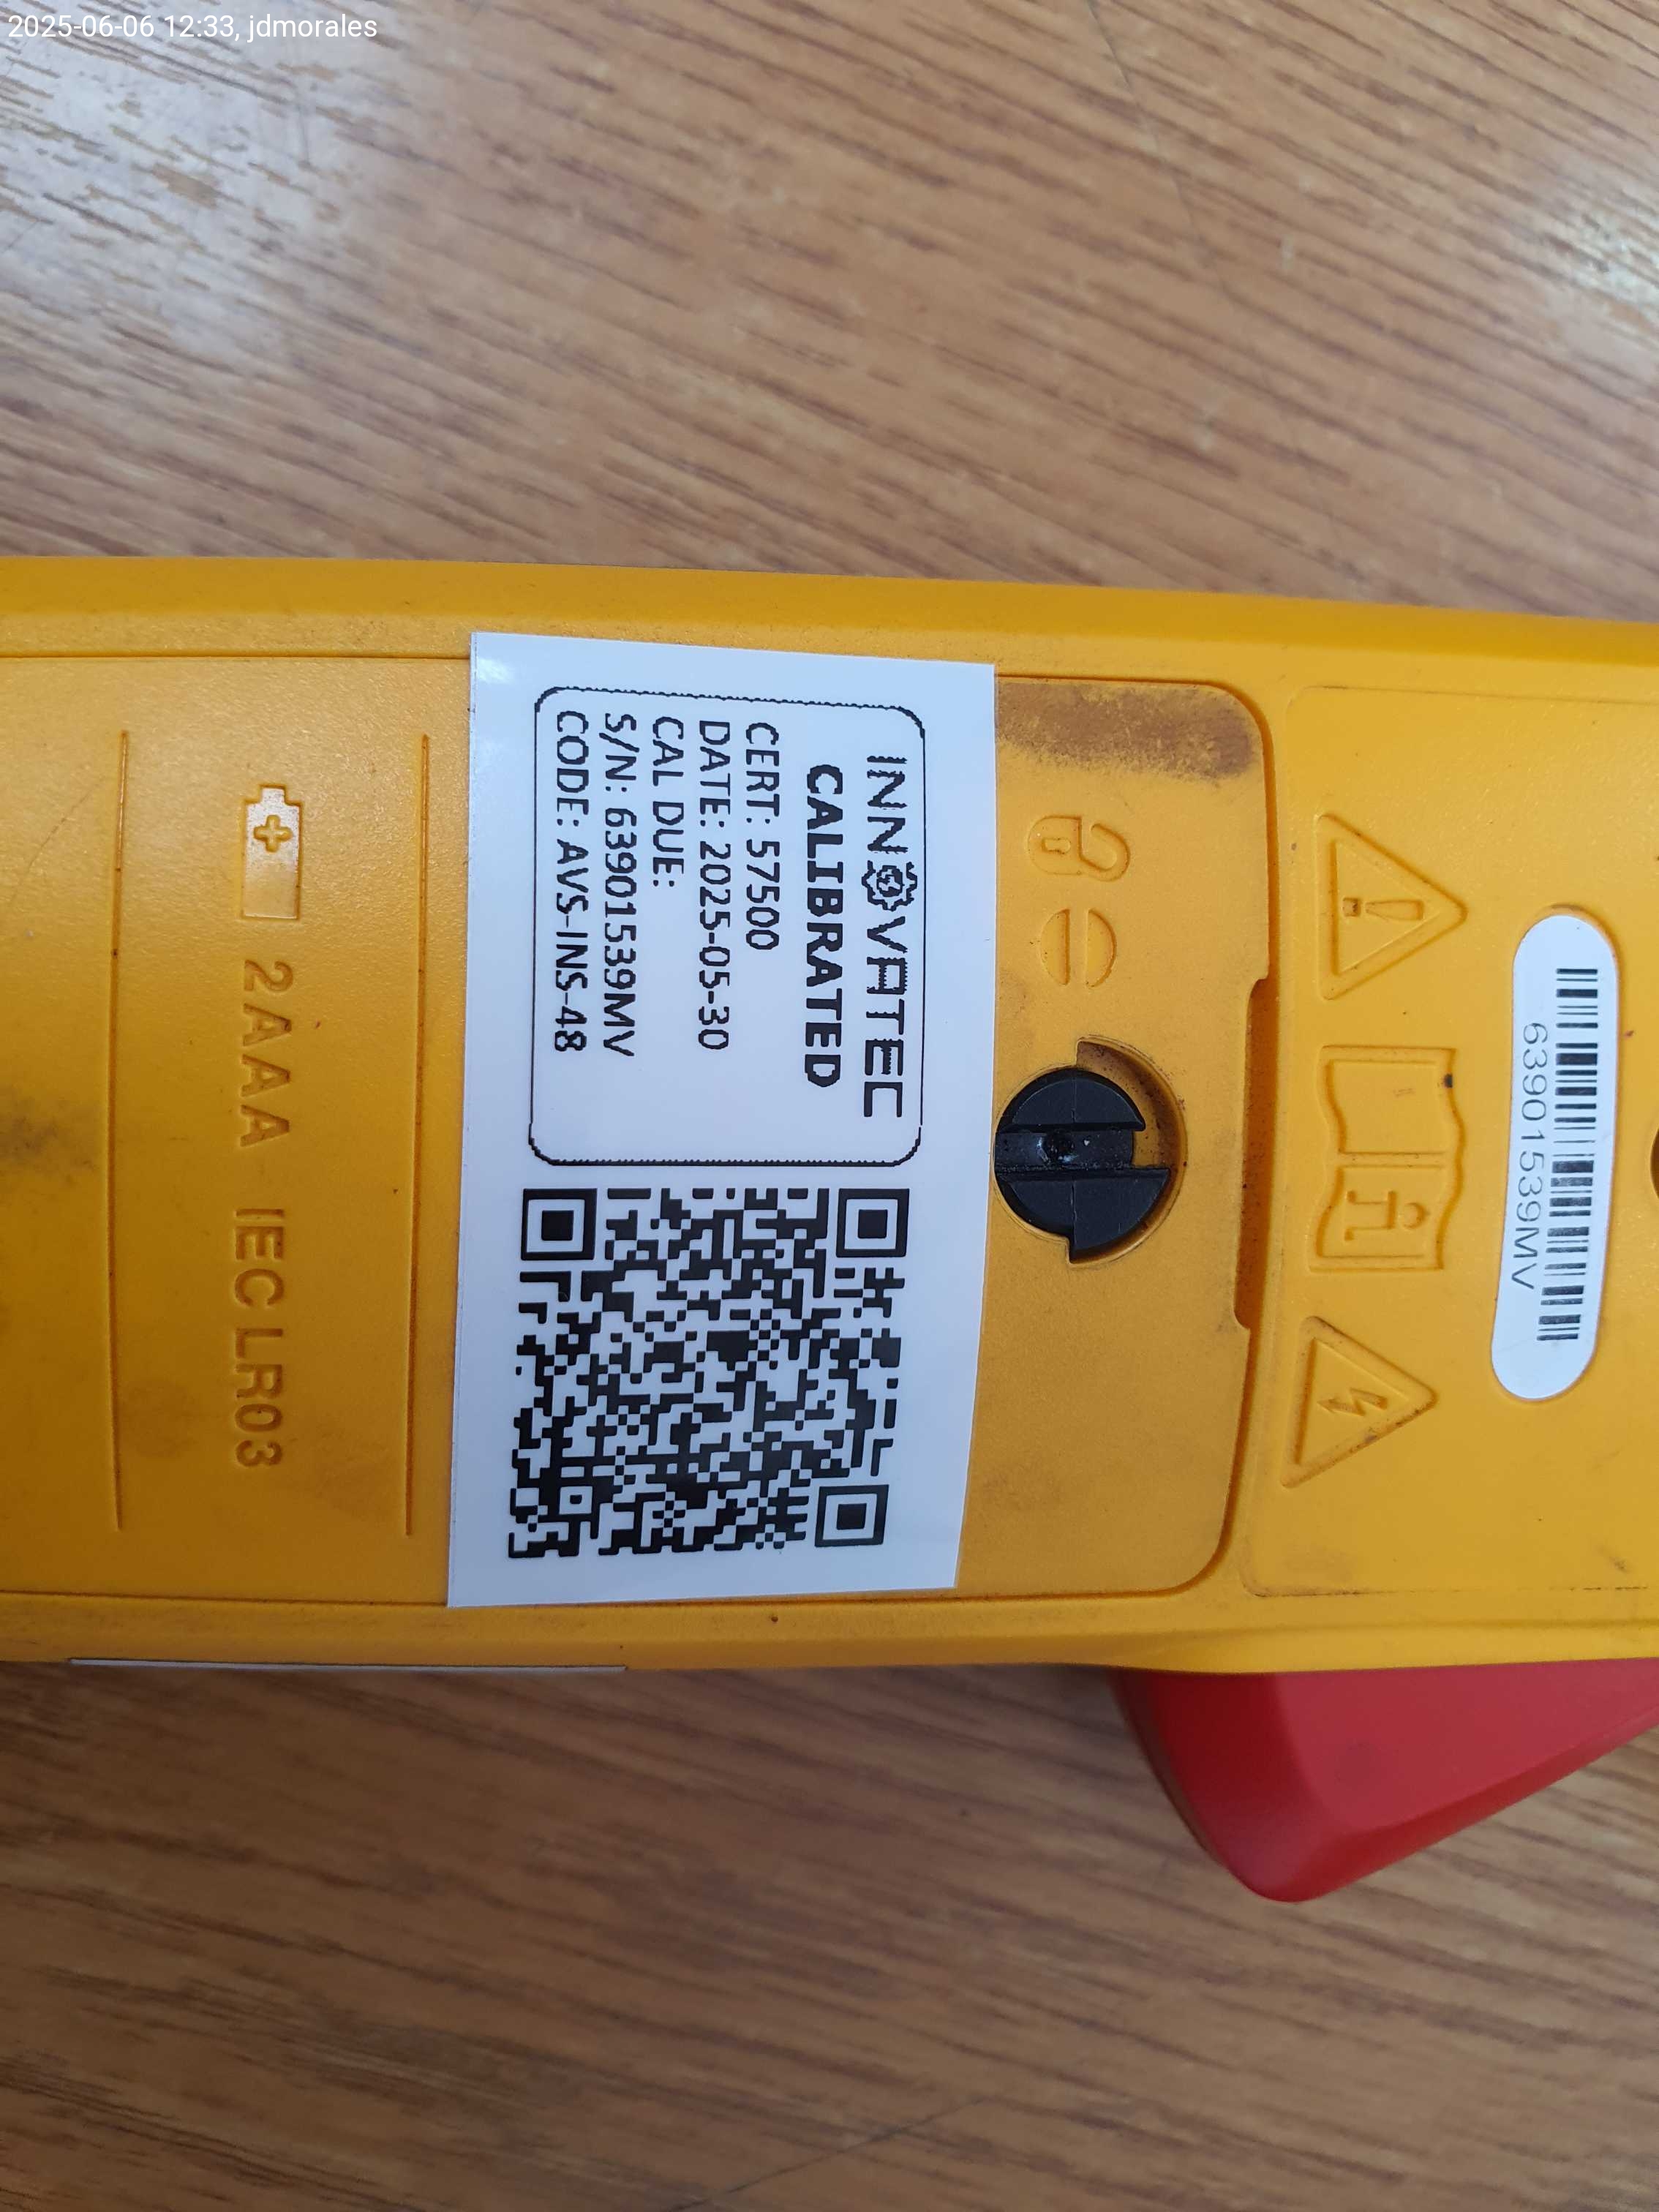 2025-06-06 12:33, jdmorales
INNOVATEC
CALIBRATED
CERT: 57500
DATE: 2025-05-30
CAL DUE:
S/N: 63901539MV
CODE: AVS-INS-48
63901539MV
2AAA IEC LR03